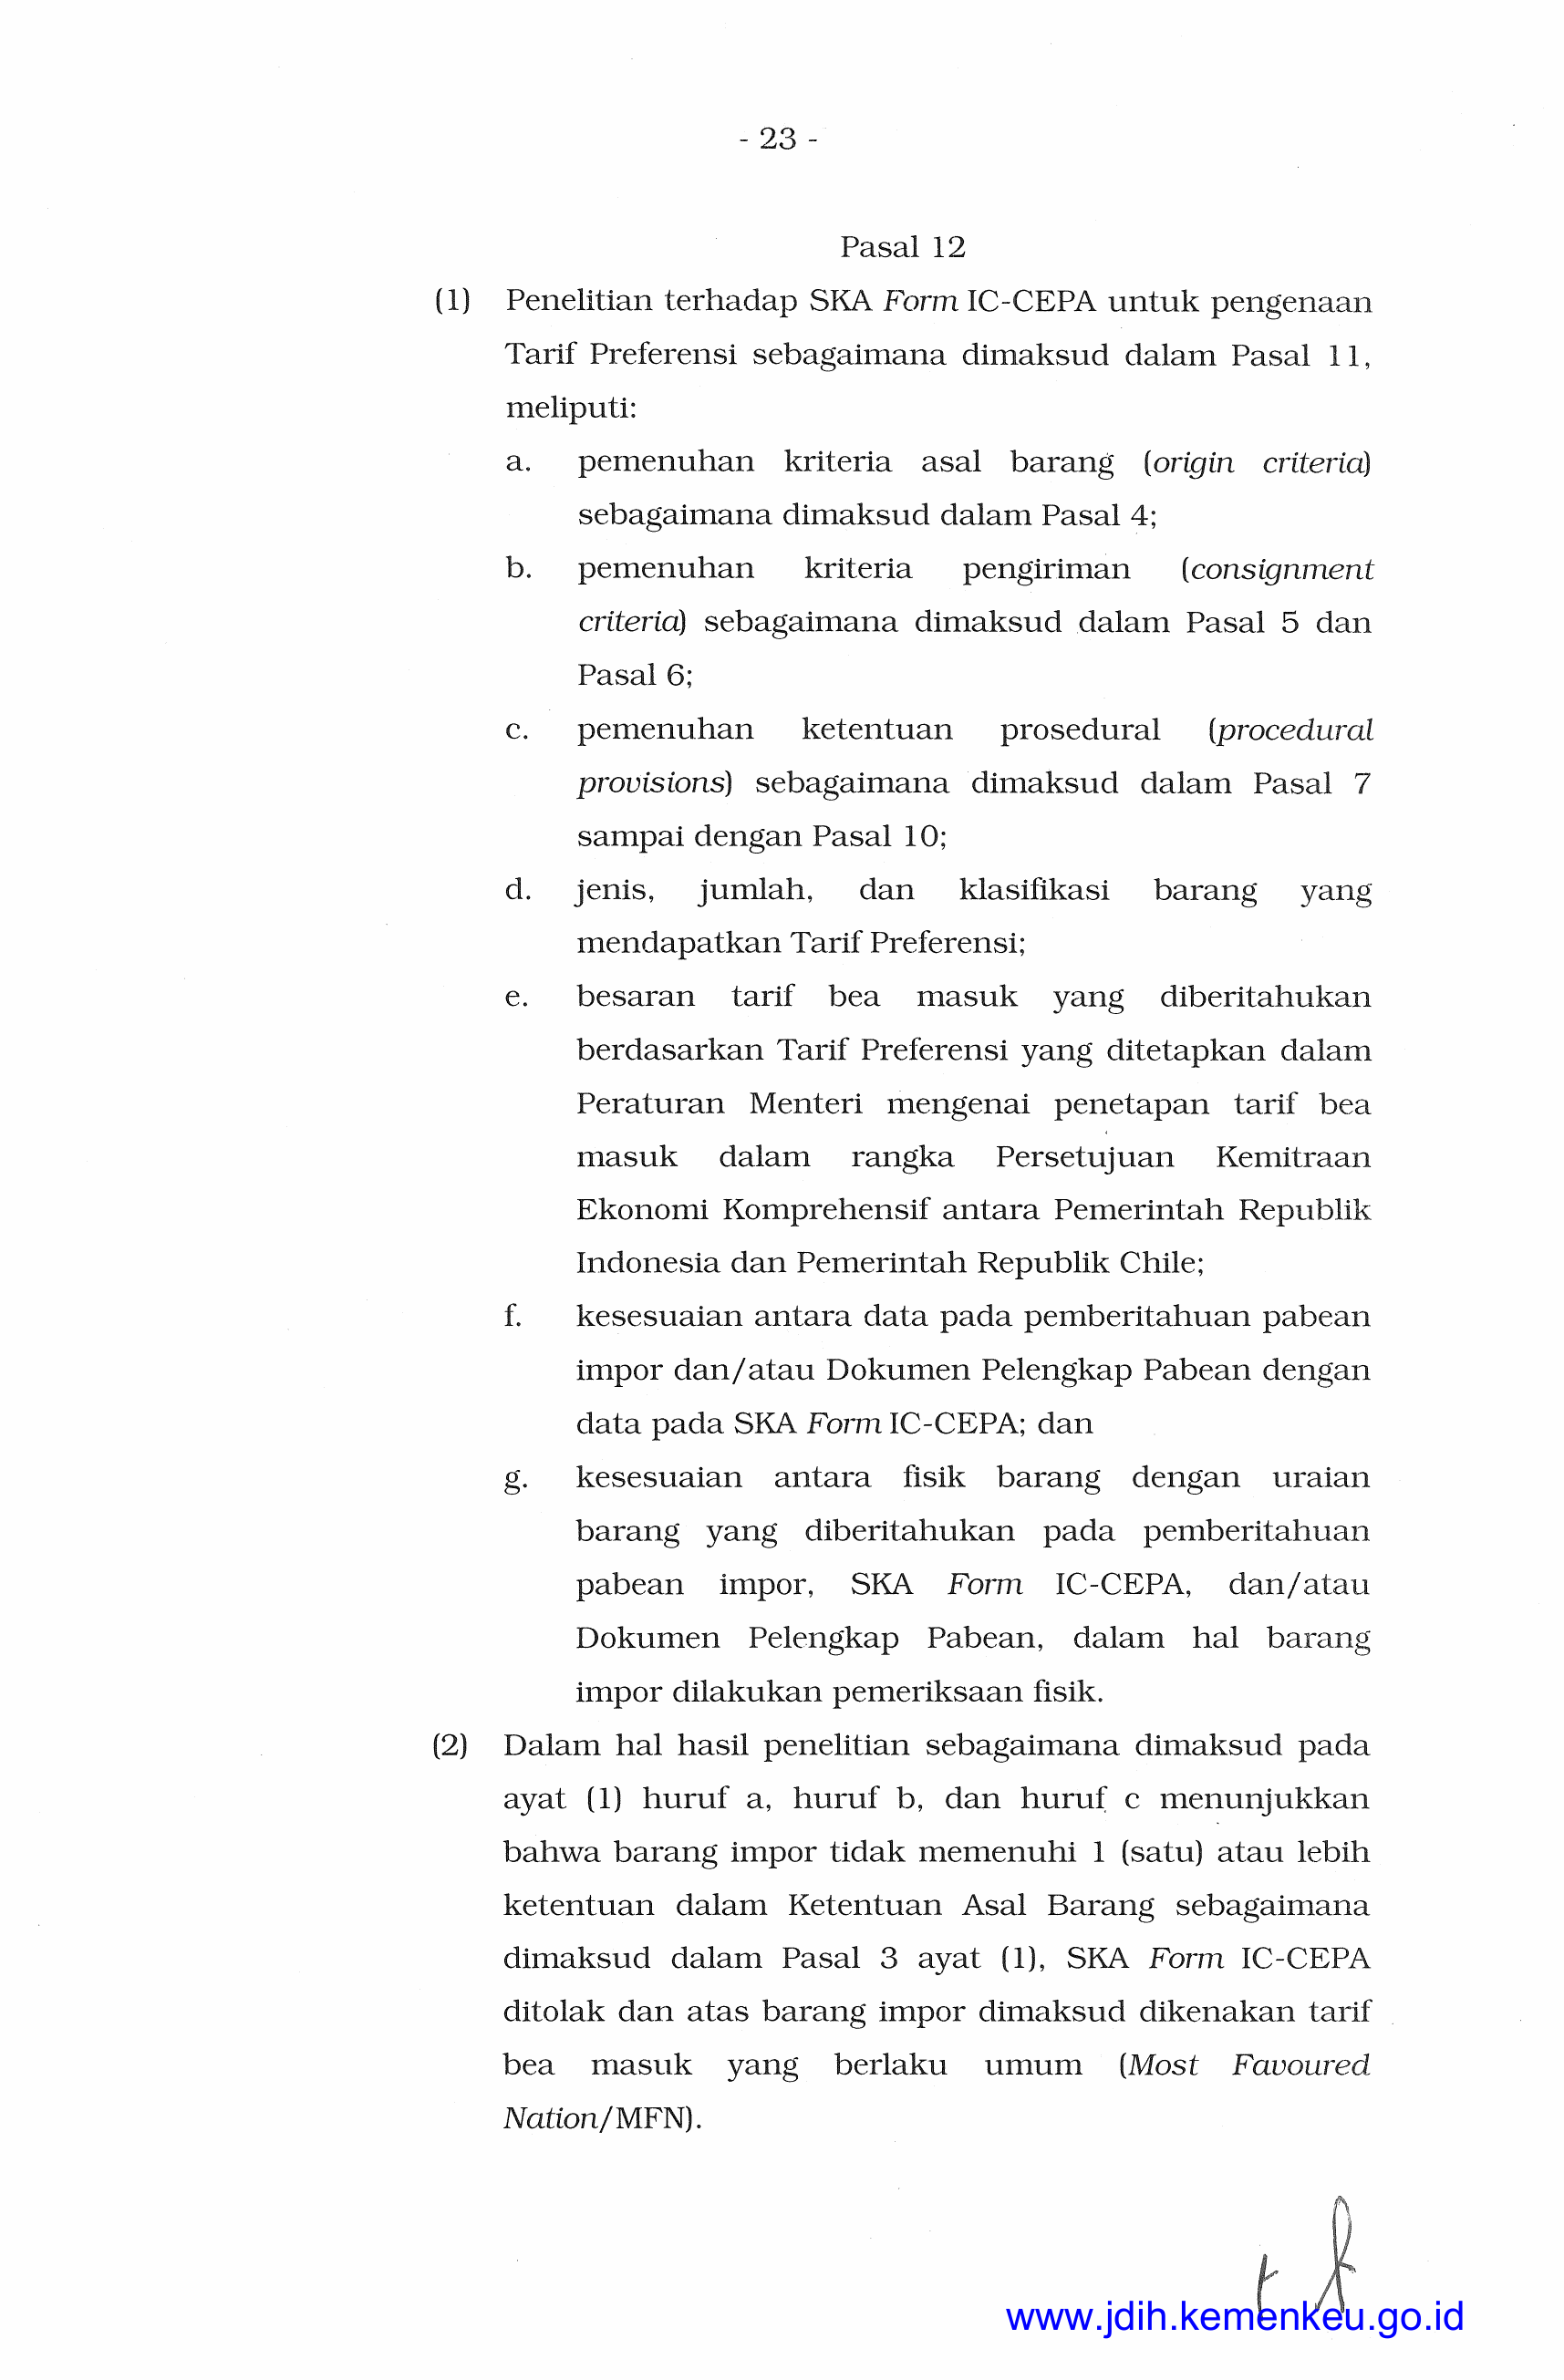 - 23 -
Pasal 12
(1) Penelitian terhadap SKA Form IC-CEPA untuk pengenaan
Tarif Preferensi sebagaimana dimaksud dalam Pasal 11,
meliputi:
a. pemenuhan kriteria asal barang (origin criteria)
sebagaimana dimaksud dalam Pasal 4;
b. pemenuhan kriteria pengiriman (consignment
criteria) sebagaimana dimaksud dalam Pasal 5 dan
Pasal 6;
c. pemenuhan ketentuan prosedural (procedural
provisions) sebagaimana dimaksud dalam Pasal 7
sampai dengan Pasal 10;
d. jenis, jumlah, dan klasifikasi barang yang
mendapatkan Tarif Preferensi;
e. besaran tarif bea masuk yang diberitahukan
berdasarkan Tarif Preferensi yang ditetapkan dalam
Peraturan Menteri mengenai penetapan tarif bea
masuk dalam rangka Persetujuan Kemitraan
Ekonomi Komprehensif antara Pemerintah Republik
Indonesia dan Pemerintah Republik Chile;
f. kesesuaian antara data pada pemberitahuan pabean
impor dan/atau Dokumen Pelengkap Pabean dengan
data pada SKA Form IC-CEPA; dan
g. kesesuaian antara fisik barang dengan uraian
barang yang diberitahukan pada pemberitahuan
pabean impor, SKA Form IC-CEPA, dan/atau
Dokumen Pelengkap Pabean, dalam hal barang
impor dilakukan pemeriksaan fisik.
(2) Dalam hal hasil penelitian sebagaimana dimaksud pada
ayat (1) huruf a, huruf b, dan huruf c menunjukkan
bahwa barang impor tidak memenuhi 1 (satu) atau lebih
ketentuan dalam Ketentuan Asal Barang sebagaimana
dimaksud dalam Pasal 3 ayat (1), SKA Form IC-CEPA
ditolak dan atas barang impor dimaksud dikenakan tarif
bea masuk yang berlaku umum (Most Favoured
Nation/MFN).
www.jdih.kemenkeu.go.id